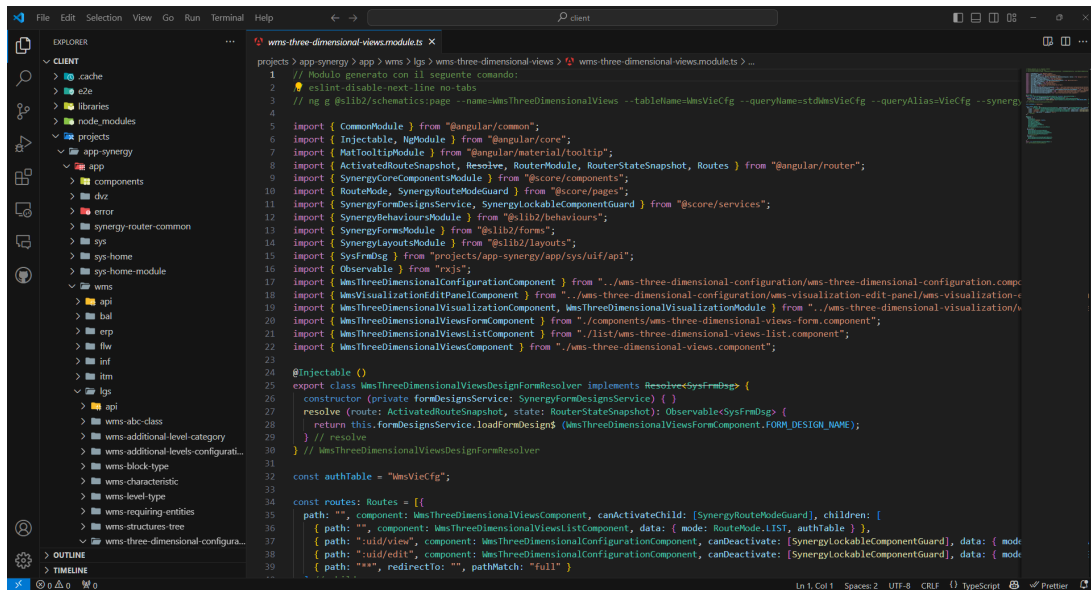 File Edit Selection View Go Run Terminal Help
client
EXPLORER
CLIENT
.cache
e2e
libraries
node_modules
projects
app-synergy
app
components
dvz
error
synergy-router-common
sys
sys-home
sys-home-module
wms
api
bal
erp
flw
inf
itm
lgs
api
wms-abc-class
wms-additional-level-category
wms-additional-levels-configurati...
wms-block-type
wms-characteristic
wms-level-type
wms-requiring-entities
wms-structures-tree
wms-three-dimensional-configura...
OUTLINE
TIMELINE
wms-three-dimensional-views.module.ts
projects > app-synergy > app > wms > lgs > wms-three-dimensional-views > wms-three-dimensional-views.module.ts > ...
1 // Modulo generato con il seguente comando:
2 // eslint-disable-next-line no-tabs
3 // ng g @slib2/schematics:page --name=WmsThreeDimensionalViews --tableName=WmsVieCfg --queryName=stdWmsVieCfg --queryAlias=VieCfg --synerg
4
5 import { CommonModule } from "@angular/common";
6 import { Injectable, NgModule } from "@angular/core";
7 import { MatTooltipModule } from "@angular/material/tooltip";
8 import { ActivatedRouteSnapshot, Resolve, RouterModule, RouterStateSnapshot, Routes } from "@angular/router";
9 import { SynergyCoreComponentsModule } from "@score/components";
10 import { RouteMode, SynergyRouteModeGuard } from "@score/pages";
11 import { SynergyFormDesignsService, SynergyLockableComponentGuard } from "@score/services";
12 import { SynergyBehavioursModule } from "@slib2/behaviours";
13 import { SynergyFormsModule } from "@slib2/forms";
14 import { SynergyLayoutsModule } from "@slib2/layouts";
15 import { SysFrmDsg } from "projects/app-synergy/app/sys/uif/api";
16 import { Observable } from "rxjs";
17 import { WmsThreeDimensionalConfigurationComponent } from "../wms-three-dimensional-configuration/wms-three-dimensional-configuration.compo
18 import { WmsVisualizationEditPanelComponent } from "../wms-three-dimensional-configuration/wms-visualization-edit-panel/wms-visualization-e
19 import { WmsThreeDimensionalVisualizationComponent, WmsThreeDimensionalVisualizationModule } from "../wms-three-dimensional-visualization/w
20 import { WmsThreeDimensionalViewsFormComponent } from "./components/wms-three-dimensional-views-form.component";
21 import { WmsThreeDimensionalViewsListComponent } from "./list/wms-three-dimensional-views-list.component";
22 import { WmsThreeDimensionalViewsComponent } from "./wms-three-dimensional-views.component";
23
24 @Injectable ()
25 export class WmsThreeDimensionalViewsDesignFormResolver implements Resolve<SysFrmDsg> {
26 constructor (private formDesignsService: SynergyFormDesignsService) { }
27 resolve (route: ActivatedRouteSnapshot, state: RouterStateSnapshot): Observable<SysFrmDsg> {
28 return this.formDesignsService.loadFormDesign$ (WmsThreeDimensionalViewsFormComponent.FORM_DESIGN_NAME);
29 } // resolve
30 } // WmsThreeDimensionalViewsDesignFormResolver
31
32 const authTable = "WmsVieCfg";
33
34 const routes: Routes = [{
35 path: "", component: WmsThreeDimensionalViewsComponent, canActivateChild: [SynergyRouteModeGuard], children: [
36 { path: "", component: WmsThreeDimensionalViewsListComponent, data: { mode: RouteMode.LIST, authTable } },
37 { path: ":uid/view", component: WmsThreeDimensionalConfigurationComponent, canDeactivate: [SynergyLockableComponentGuard], data: { mode
38 { path: ":uid/edit", component: WmsThreeDimensionalConfigurationComponent, canDeactivate: [SynergyLockableComponentGuard], data: { mode
39 { path: "**", redirectTo: "", pathMatch: "full" }
0 0 0 Ln 1, Col 1 Spaces: 2 UTF-8 CRLF {} TypeScript Prettier